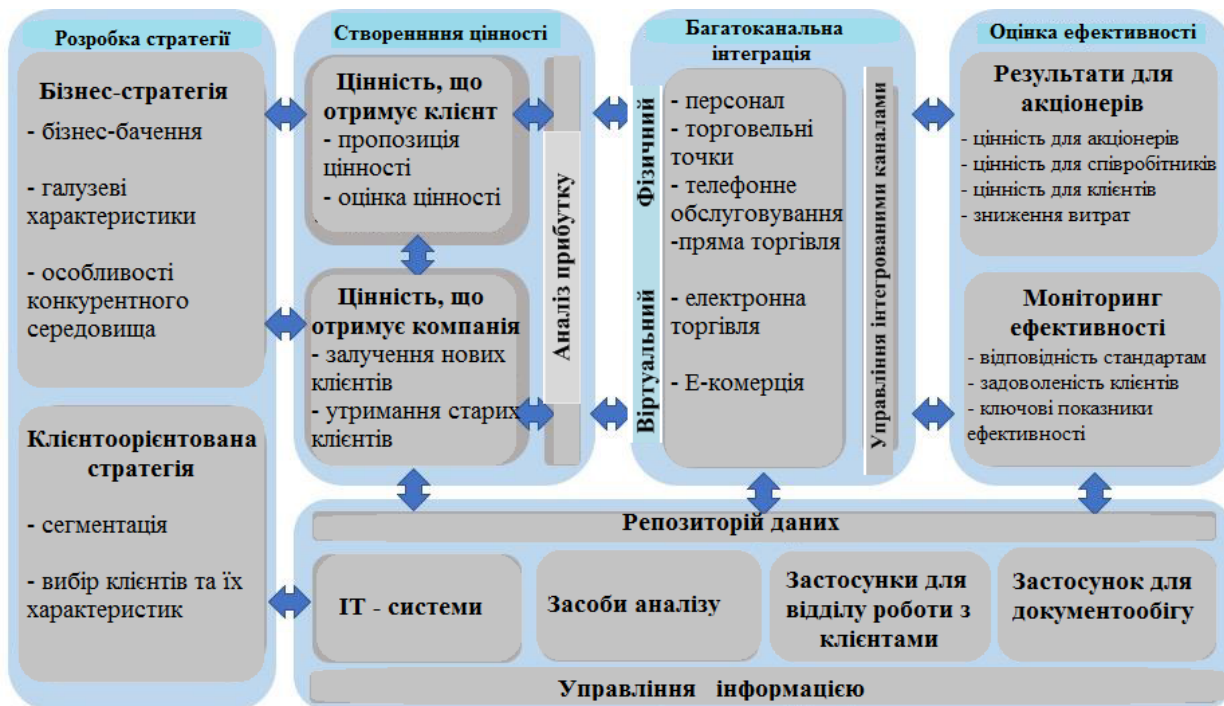 Розробка стратегії
Бізнес-стратегія
- бізнес-бачення
- галузеві
характеристики
- особливості
конкурентного
середовища
Клієнтоорієнтована
стратегія
- сегментація
- вибір клієнтів та їх
характеристик
Створенння цінності
Цінність, що
отримує клієнт
- пропозиція
цінності
- оцінка цінності
Цінність, що
отримує компанія
- залучення нових
клієнтів
- утримання старих
клієнтів
Аналіз прибутку
Багатоканальна
інтеграція
Фізичний
Віртуальний
- персонал
- торговельні
точки
- телефонне
обслуговування
-пряма торгівля
- електронна
торгівля
- Е-комерція
Управління інтегрованими каналами
Оцінка ефективності
Результати для
акціонерів
- цінність для акціонерів
- цінність для співробітників
- цінність для клієнтів
- зниження витрат
Моніторинг
ефективності
- відповідність стандартам
- задоволеність клієнтів
- ключові показники
ефективності
Репозиторій даних
ІТ - системи
Засоби аналізу
Застосунки для
відділу роботи з
клієнтами
Застосунок для
документообігу
Управління інформацією